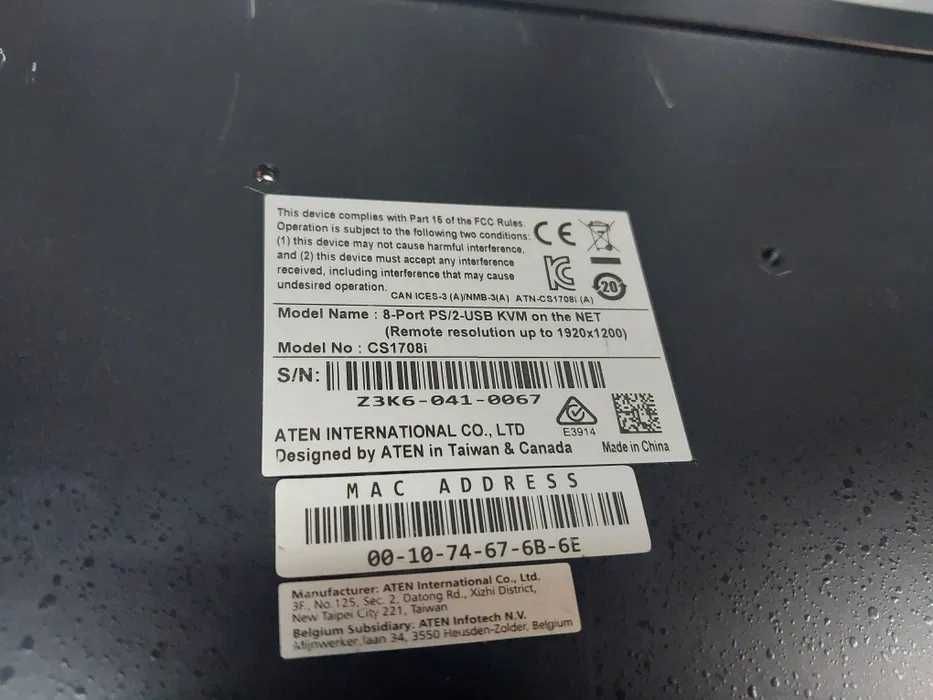 This device complies with Part 15 of the FCC Rules.
Operation is subject to the following two conditions:
(1) this device may not cause harmful interference,
and (2) this device must accept any interference
received, including interference that may cause
undesired operation.
CAN ICES-3 (A)/NMB-3(A) ATN-CS1708i (A)
CE
20
Model Name : 8-Port PS/2-USB KVM on the NET
(Remote resolution up to 1920x1200)
Model No : CS1708i
S/N:
Z3K6-041-0067
ATEN INTERNATIONAL CO., LTD
E3914
Designed by ATEN in Taiwan & Canada
Made in China
MAC ADDRESS
00-10-74-67-6B-6E
Manufacturer: ATEN International Co., Ltd.
3F., No. 125, Sec. 2, Datong Rd., Xizhi District,
New Taipei City 221, Taiwan
Belgium Subsidiary: ATEN Infotech N.V.
Mijnwerkerslaan 34, 3550 Heusden-Zolder, Belgium